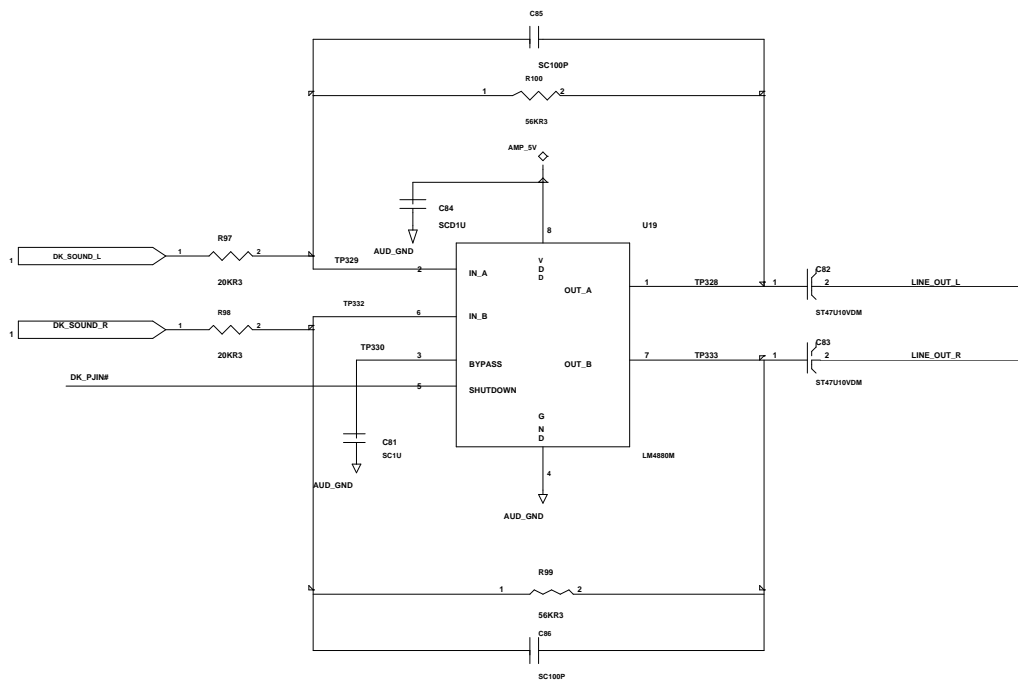 C85
SC100P
R100
1 2
56KR3
AMP_5V
C84
SCD1U
AUD_GND
8
U19
R97
1 DK_SOUND_L 1 2
20KR3
TP329 2 IN_A
V
D
D
OUT_A 1 TP328 1 2 LINE_OUT_L
C82
ST47U10VDM
TP332
R98
1 DK_SOUND_R 1 2
20KR3
6 IN_B
TP330
3 BYPASS
OUT_B 7 TP333 1 2 LINE_OUT_R
C83
ST47U10VDM
DK_PJIN# 5 SHUTDOWN
G
N
D
C81
SC1U
AUD_GND
LM4880M
4
AUD_GND
R99
1 2
56KR3
C86
SC100P